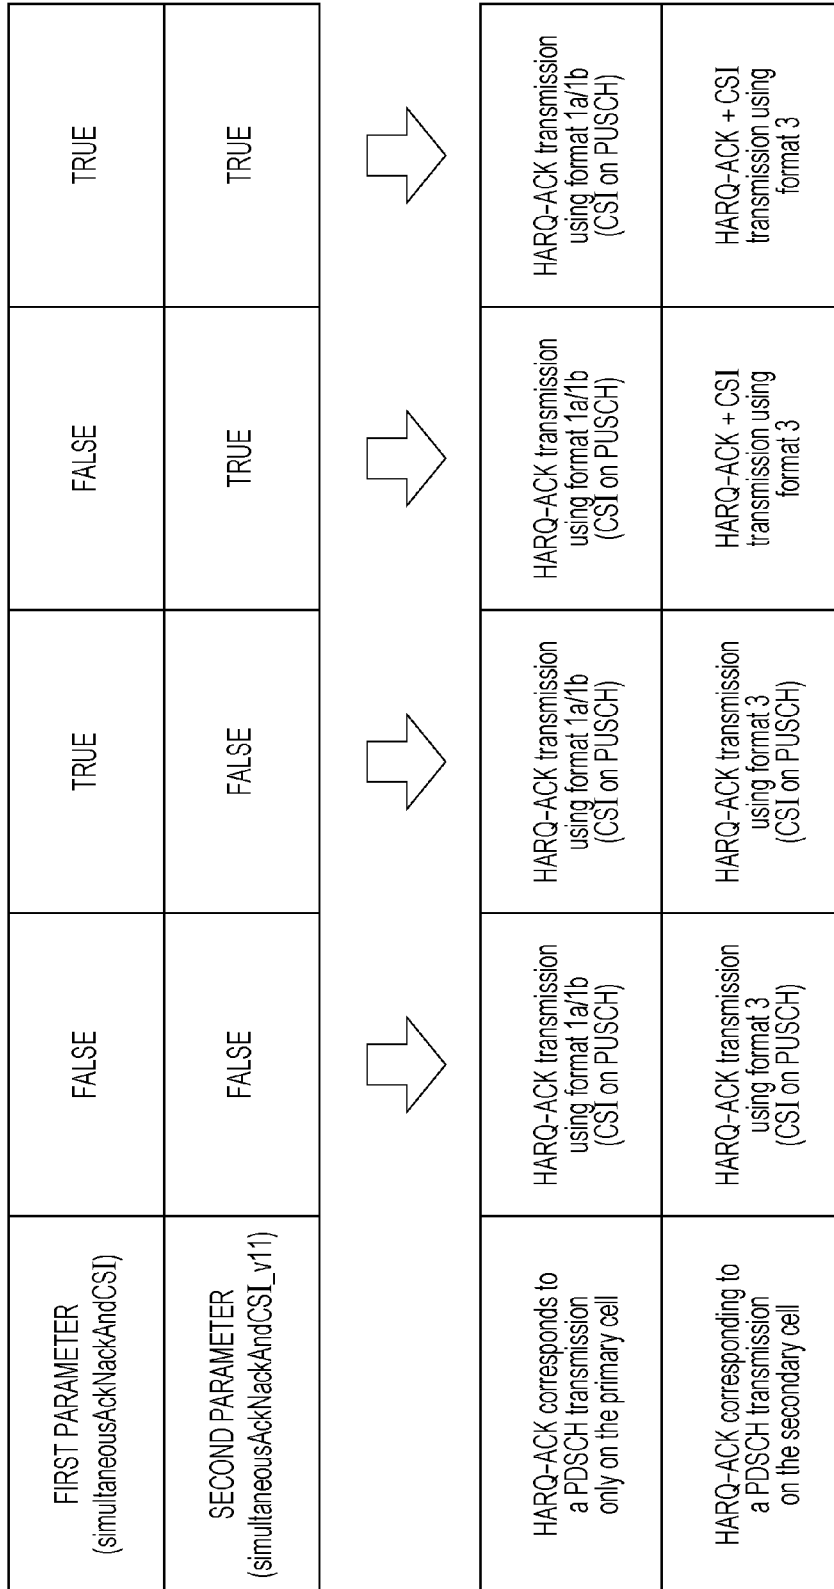 FIRST PARAMETER
(simultaneousAckNackAndCSI)
FALSE
TRUE
FALSE
TRUE
SECOND PARAMETER
(simultaneousAckNackAndCSI_v11)
FALSE
FALSE
TRUE
TRUE
HARQ-ACK corresponds to
a PDSCH transmission
only on the primary cell
HARQ-ACK transmission
using format 1a/1b
(CSI on PUSCH)
HARQ-ACK transmission
using format 1a/1b
(CSI on PUSCH)
HARQ-ACK transmission
using format 1a/1b
(CSI on PUSCH)
HARQ-ACK transmission
using format 1a/1b
(CSI on PUSCH)
HARQ-ACK corresponding to
a PDSCH transmission
on the secondary cell
HARQ-ACK transmission
using format 3
(CSI on PUSCH)
HARQ-ACK transmission
using format 3
(CSI on PUSCH)
HARQ-ACK + CSI
transmission using
format 3
HARQ-ACK + CSI
transmission using
format 3